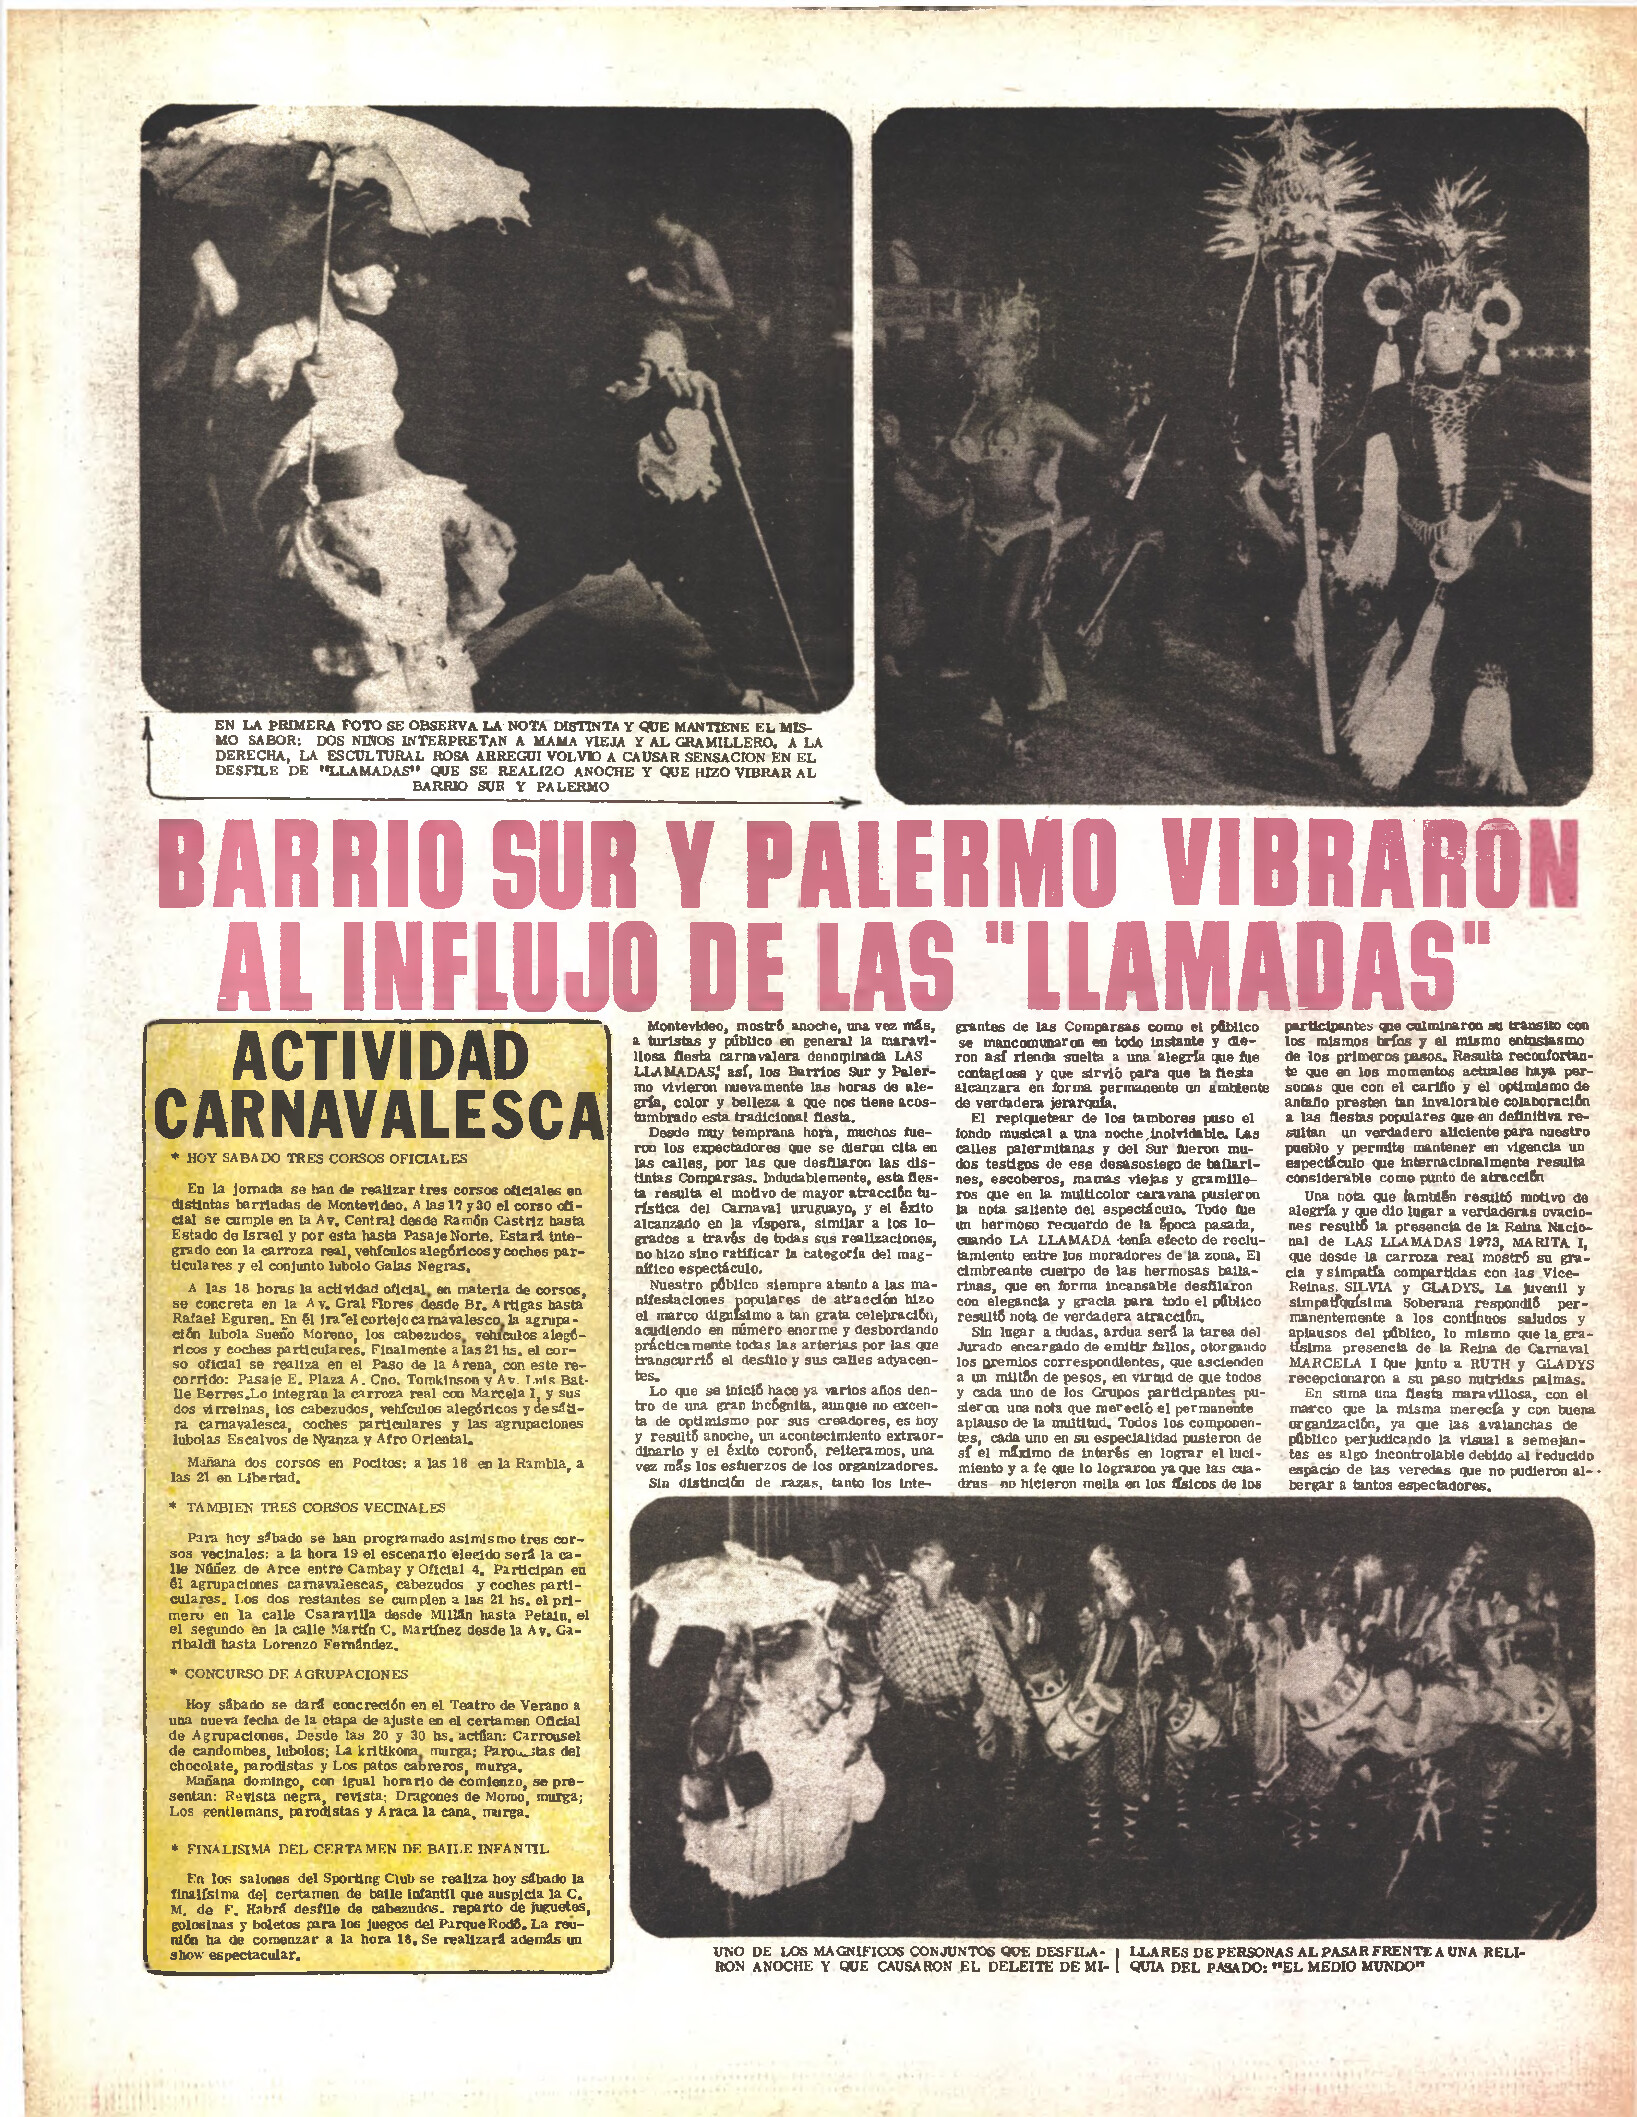 EN LA PRIMERA FOTO SE OBSERVA LA NOTA DISTINTA Y QUE MANTIENE EL MIS-
MO SABOR: DOS NIÑOS INTERPRETAN A MAMA VIEJA Y AL GRAMILLERO. A LA
DERECHA, LA ESCULTURAL ROSA ARREGUI VOLVIO A CAUSAR SENSACION EN EL
DESFILE DE "LLAMADAS" QUE SE REALIZO ANOCHE Y QUE HIZO VIBRAR AL
BARRIO SUR Y PALERMO
BARRIO SUR Y PALERMO VIBRARON
AL INFLUJO DE LAS "LLAMADAS"
ACTIVIDAD
CARNAVALESCA
* HOY SABADO TRES CORSOS OFICIALES
En la jornada se han de realizar tres corsos oficiales en
distintas barriadas de Montevideo. A las 17 y 30 el corso ofi-
cial se cumple en la Av. Central desde Ramón Castriz hasta
Estado de Israel y por esta hasta Pasaje Norte. Estará inte-
grado con la carroza real, vehículos alegóricos y coches par-
ticulares y el conjunto lubolo Galas Negras.
A las 18 horas la actividad oficial, en materia de corsos,
se concreta en la Av. Gral Flores desde Br. Artigas hasta
Rafael Eguren. En él irá el cortejo carnavalesco, la agrupa-
ción lubola Sueño Moreno, los cabezudos, vehículos alegó-
ricos y coches particulares. Finalmente a las 21 hs. el cor-
so oficial se realiza en el Paso de la Arena, con este re-
corrido: Pasaje E. Plaza A. Cno. Tomkinson y Av. Luis Bat-
lle Berres. Lo integran la carroza real con Marcela I, y sus
dos virreinas, los cabezudos, vehículos alegóricos y de sáti-
ra carnavalesca, coches particulares y las agrupaciones
lubolas Escalvos de Nyanza y Afro Oriental.
Mañana dos corsos en Pocitos: a las 18 en la Rambla, a
las 21 en Libertad.
* TAMBIEN TRES CORSOS VECINALES
Para hoy sábado se han programado asimismo tres cor-
sos vecinales: a la hora 19 el escenario elegido será la ca-
lle Núñez de Arce entre Cambay y Oficial 4. Participan en
él agrupaciones carnavalescas, cabezudos y coches parti-
culares. Los dos restantes se cumplen a las 21 hs. el pri-
mero en la calle Csaravilla desde Millán hasta Petain, el
el segundo en la calle Martín C. Martínez desde la Av. Ga-
ribaldi hasta Lorenzo Fernández.
* CONCURSO DE AGRUPACIONES
Hoy sábado se dará concreción en el Teatro de Verano a
una nueva fecha de la etapa de ajuste en el certamen Oficial
de Agrupaciones. Desde las 20 y 30 hs. actúan: Carrousel
de candombes, lubolos; La kritikona, murga; del
chocolate, parodistas y Los patos cabreros, murga.
Mañana domingo, con igual horario de comienzo, se pre-
sentan: Revista negra, revista; Dragones de Momo, murga;
Los gentlemans, parodistas y Araca la cana, murga.
* FINALISIMA DEL CERTAMEN DE BAILE INFANTIL
En los salones del Sporting Club se realiza hoy sábado la
finalísima del certamen de baile infantil que auspicia la C.
M. de F. Habrá desfile de cabezudos, reparto de juguetes,
golosinas y boletos para los juegos del Parque Rodó. La reu-
nión ha de comenzar a la hora 18. Se realizará además un
show espectacular.
Montevideo, mostró anoche, una vez más,
a turistas y público en general la maravi-
llosa fiesta carnavalera denominada LAS
LLAMADAS; así, los Barrios Sur y Paler-
mo vivieron nuevamente las horas de ale-
gría, color y belleza a que nos tiene acos-
tumbrado esta tradicional fiesta.
Desde muy temprana hora, muchos fue-
ron los expectadores que se dieron cita en
las calles, por las que desfilaron las dis-
tintas Comparsas. Indudablemente, esta fies-
ta resulta el motivo de mayor atracción tu-
rística del Carnaval uruguayo, y el éxito
alcanzado en la víspera, similar a los lo-
grados a través de todas sus realizaciones,
no hizo sino ratificar la categoría del mag-
nífico espectáculo.
Nuestro público siempre atento a las ma-
nifestaciones populares de atracción hizo
el marco dignísimo a tan grata celebración,
acudiendo en número enorme y desbordando
prácticamente todas las arterias por las que
transcurrió el desfile y sus calles adyacen-
tes.
Lo que se inició hace ya varios años den-
tro de una gran incógnita, aunque no excen-
ta de optimismo por sus creadores, es hoy
y resultó anoche, un acontecimiento extraor-
dinario y el éxito coronó, reiteramos, una
vez más los esfuerzos de los organizadores.
Sin distinción de razas, tanto los inte-
grantes de las Comparsas como el público
se mancomunaron en todo instante y die-
ron así rienda suelta a una alegría que fue
contagiosa y que sirvió para que la fiesta
alcanzara en forma permanente un ambiente
de verdadera jerarquía.
El repiquetear de los tambores puso el
fondo musical a una noche inolvidable. Las
calles palermitanas y del Sur fueron mu-
dos testigos de ese desasosiego de bailari-
nes, escoberos, mamas viejas y gramille-
ros que en la multicolor caravana pusieron
la nota saliente del espectáculo. Todo fue
un hermoso recuerdo de la época pasada,
cuando LA LLAMADA tenía efecto de reclu-
tamiento entre los moradores de la zona. El
cimbreante cuerpo de las hermosas baila-
rinas, que en forma incansable desfilaron
con elegancia y gracia para todo el público
resultó nota de verdadera atracción.
Sin lugar a dudas, ardua será la tarea del
Jurado encargado de emitir fallos, otorgando
los premios correspondientes, que ascienden
a un millón de pesos, en virtud de que todos
y cada uno de los Grupos participantes pu-
sieron una nota que mereció el permanente
aplauso de la multitud. Todos los componen-
tes, cada uno en su especialidad pusieron de
sí el máximo de interés en lograr el luci-
miento y a fe que lo lograron ya que las cua-
dras no hicieron mella en los físicos de los
participantes que culminaron su tránsito con
los mismos bríos y el mismo entustasmo
de los primeros pasos. Resulta reconfortan-
te que en los momentos actuales haya per-
sonas que con el cariño y el optimismo de
antaño presten tan invalorable colaboración
a las fiestas populares que en definitiva re-
sultan un verdadero aliciente para nuestro
pueblo y permite mantener en vigencia un
espectáculo que internacionalmente resulta
considerable como punto de atracción
Una nota que también resultó motivo de
alegría y que dio lugar a verdaderas ovacio-
nes resultó la presencia de la Reina Nacio-
nal de LAS LLAMADAS 1973, MARITA I,
que desde la carroza real mostró su gra-
cia y simpatía compartidas con las Vice-
Reinas, SILVIA y GLADYS. La juvenil y
simpatiquísima Soberana respondió per-
manentemente a los contínuos saludos y
aplausos del público, lo mismo que la gra-
tísima presencia de la Reina de Carnaval
MARCELA I que junto a RUTH y GLADYS
recepcionaron a su paso nutridas palmas.
En suma una fiesta maravillosa, con el
marco que la misma merecía y con buena
organización, ya que las avalanchas de
público perjudicando la visual a semejan-
tes es algo incontrolable debido al reducido
espacio de las veredas que no pudieron al-
bergar a tantos espectadores.
UNO DE LOS MAGNIFICOS CONJUNTOS QUE DESFILA-
RON ANOCHE Y QUE CAUSARON EL DELEITE DE MI-
LLARES DE PERSONAS AL PASAR FRENTE A UNA RELI-
QUIA DEL PASADO: "EL MEDIO MUNDO"